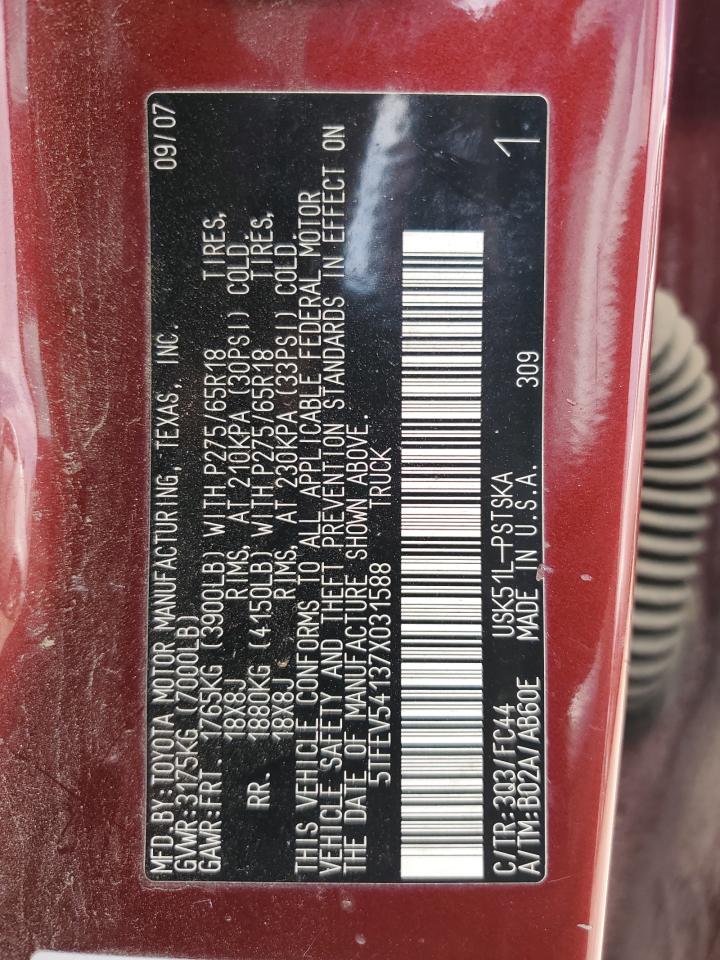 MFD.BY:TOYOTA MOTOR MANUFACTURING, TEXAS, INC. 09/07
GVWR:3175KG (7000LB)
GAWR:FRT. 1765KG (3900LB) WITH P275/65R18 TIRES,
18X8J RIMS, AT 210KPA (30PSI) COLD.
RR. 1880KG (4150LB) WITH P275/65R18 TIRES,
18X8J RIMS, AT 230KPA (33PSI) COLD.
THIS VEHICLE CONFORMS TO ALL APPLICABLE FEDERAL MOTOR
VEHICLE SAFETY AND THEFT PREVENTION STANDARDS IN EFFECT ON
THE DATE OF MANUFACTURE SHOWN ABOVE.
5TFEV54137X031588 TRUCK
C/TR:3Q3/FC44 USK51L-PSTSKA 309 1
A/TM:B02A/AB60E MADE IN U.S.A.